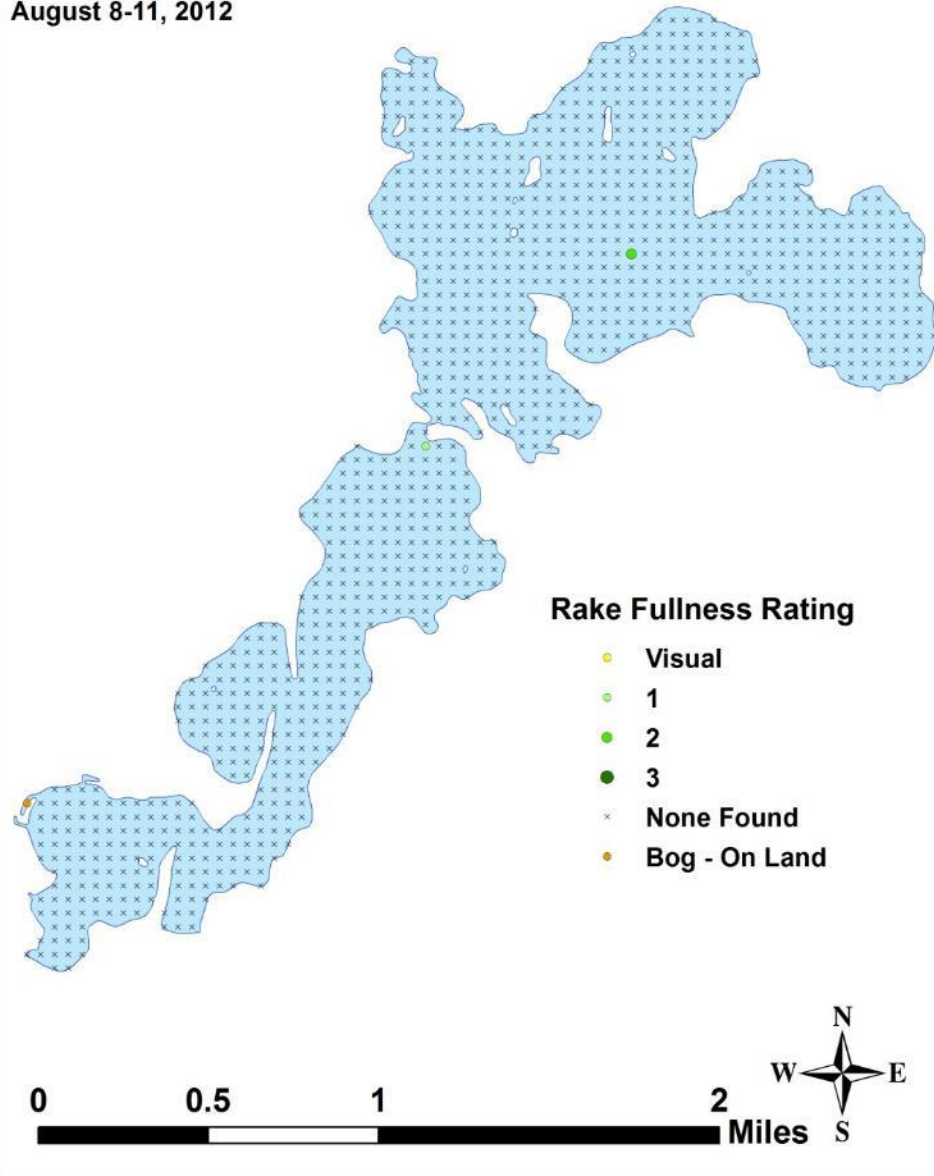 August 8-11, 2012
Rake Fullness Rating
Visual
1
2
3
None Found
Bog - On Land
N
W E
S
0 0.5 1 2
Miles